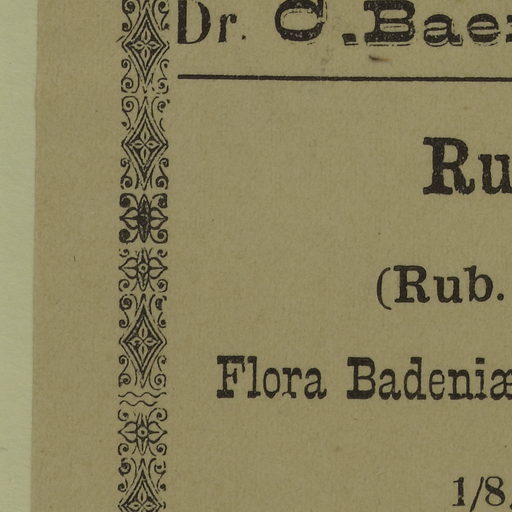 Dr. C. Bae
Ru
(Rub.
Flora Badeniæ
1/8.